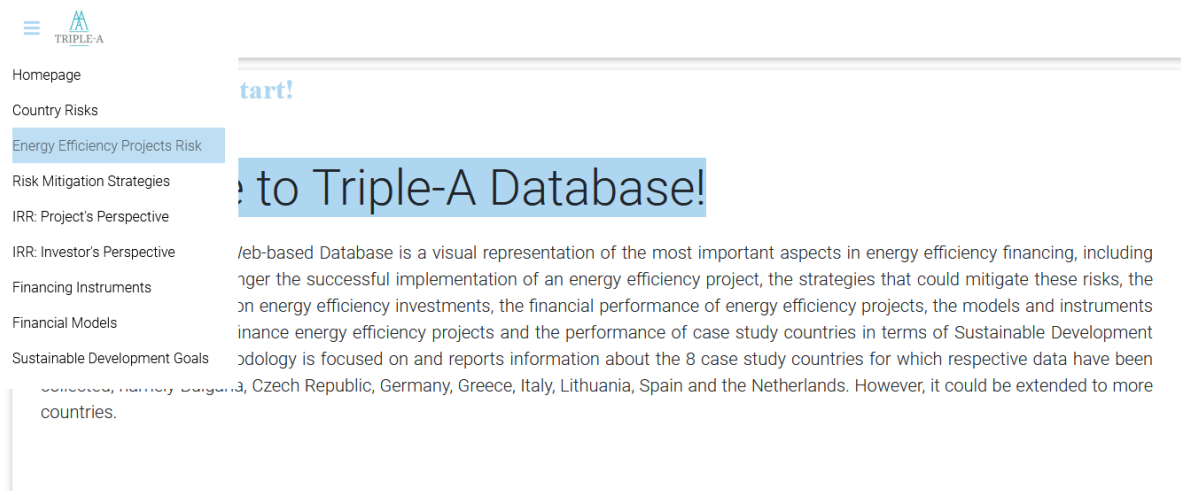 TRIPLE-A
Homepage
Country Risks
Energy Efficiency Projects Risk
Risk Mitigation Strategies
IRR: Project's Perspective
IRR: Investor's Perspective
Financing Instruments
Financial Models
Sustainable Development Goals
tart!
to Triple-A Database!
eb-based Database is a visual representation of the most important aspects in energy efficiency financing, including
nger the successful implementation of an energy efficiency project, the strategies that could mitigate these risks, the
on energy efficiency investments, the financial performance of energy efficiency projects, the models and instruments
inance energy efficiency projects and the performance of case study countries in terms of Sustainable Development
odology is focused on and reports information about the 8 case study countries for which respective data have been
Czech Republic, Germany, Greece, Italy, Lithuania, Spain and the Netherlands. However, it could be extended to more
countries.